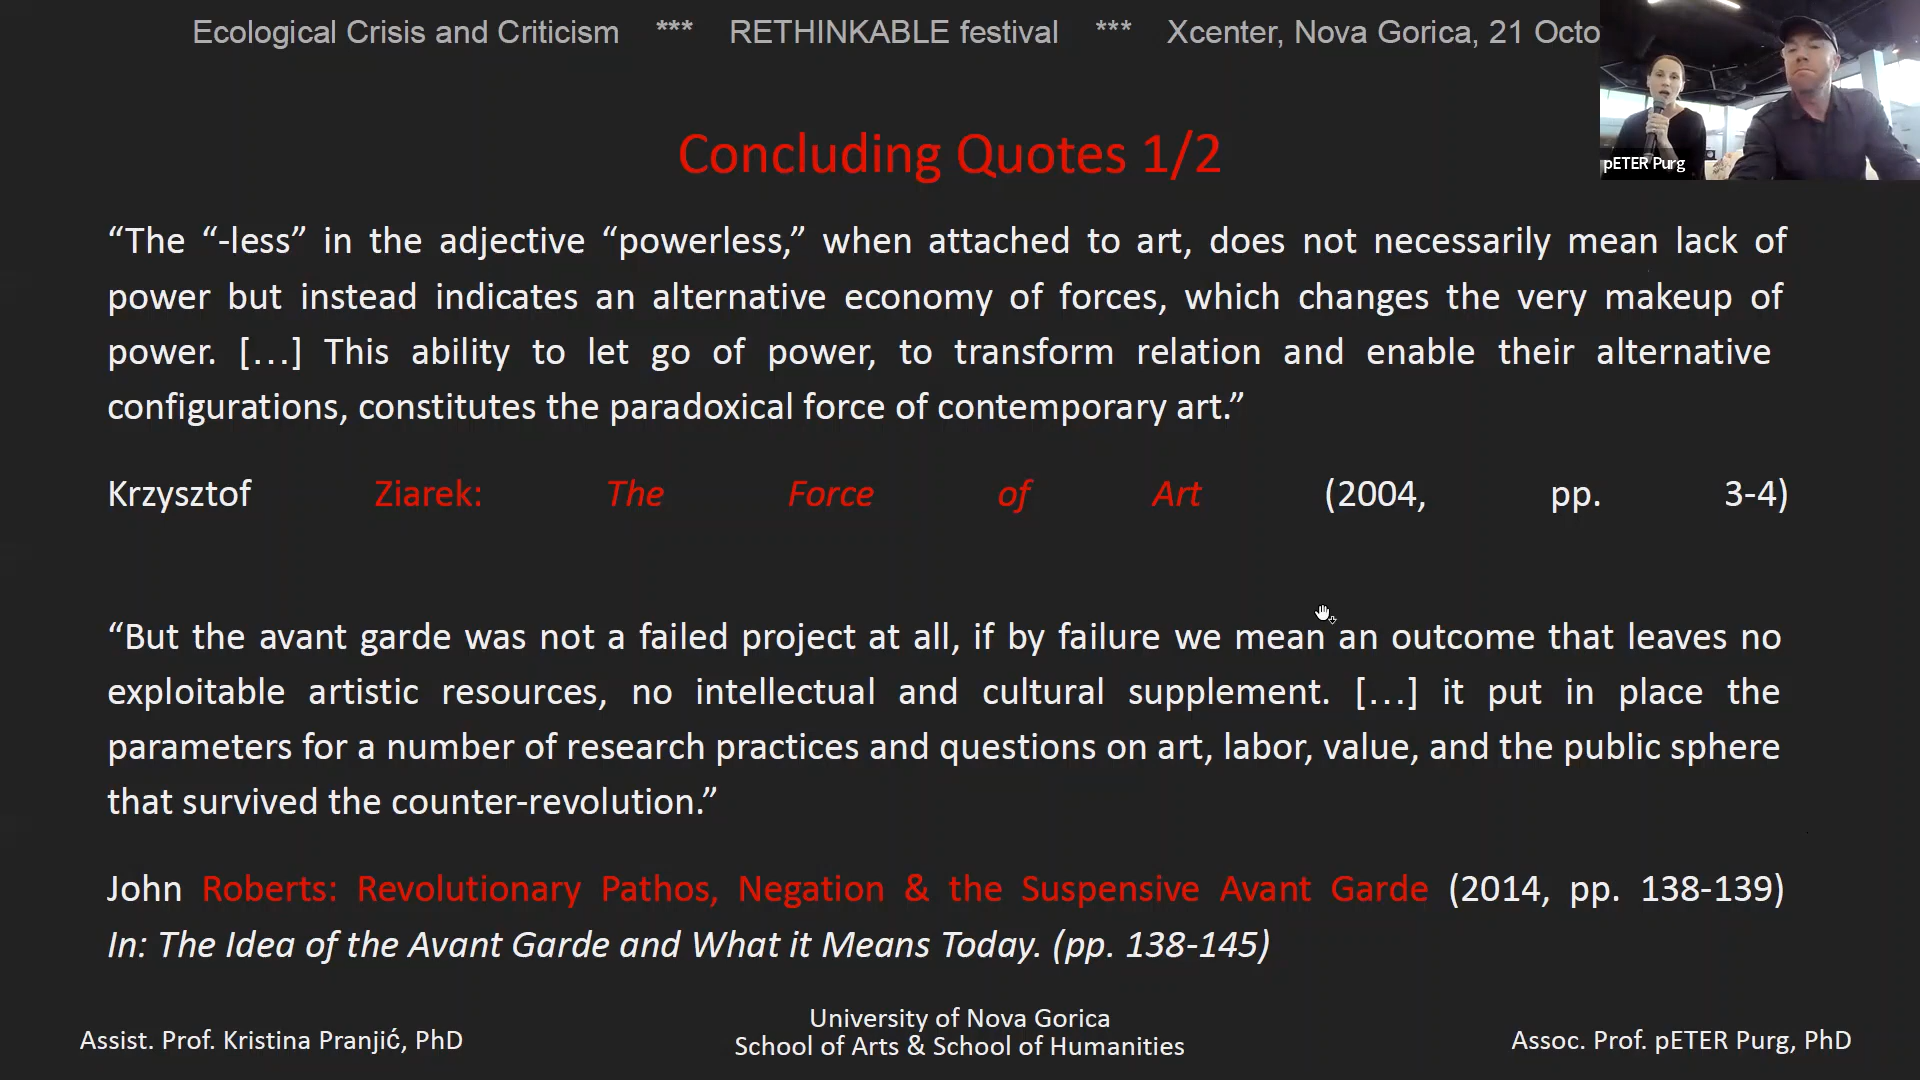 Ecological Crisis and Criticism *** RETHINKABLE festival *** Xcenter, Nova Gorica, 21 Octo
pETER Purg
Concluding Quotes 1/2
“The “-less” in the adjective “powerless,” when attached to art, does not necessarily mean lack of
power but instead indicates an alternative economy of forces, which changes the very makeup of
power. […] This ability to let go of power, to transform relation and enable their alternative
configurations, constitutes the paradoxical force of contemporary art.”
Krzysztof Ziarek: The Force of Art (2004, pp. 3-4)
“But the avant garde was not a failed project at all, if by failure we mean an outcome that leaves no
exploitable artistic resources, no intellectual and cultural supplement. […] it put in place the
parameters for a number of research practices and questions on art, labor, value, and the public sphere
that survived the counter-revolution.”
John Roberts: Revolutionary Pathos, Negation & the Suspensive Avant Garde (2014, pp. 138-139)
In: The Idea of the Avant Garde and What it Means Today. (pp. 138-145)
Assist. Prof. Kristina Pranjić, PhD
University of Nova Gorica
School of Arts & School of Humanities
Assoc. Prof. pETER Purg, PhD